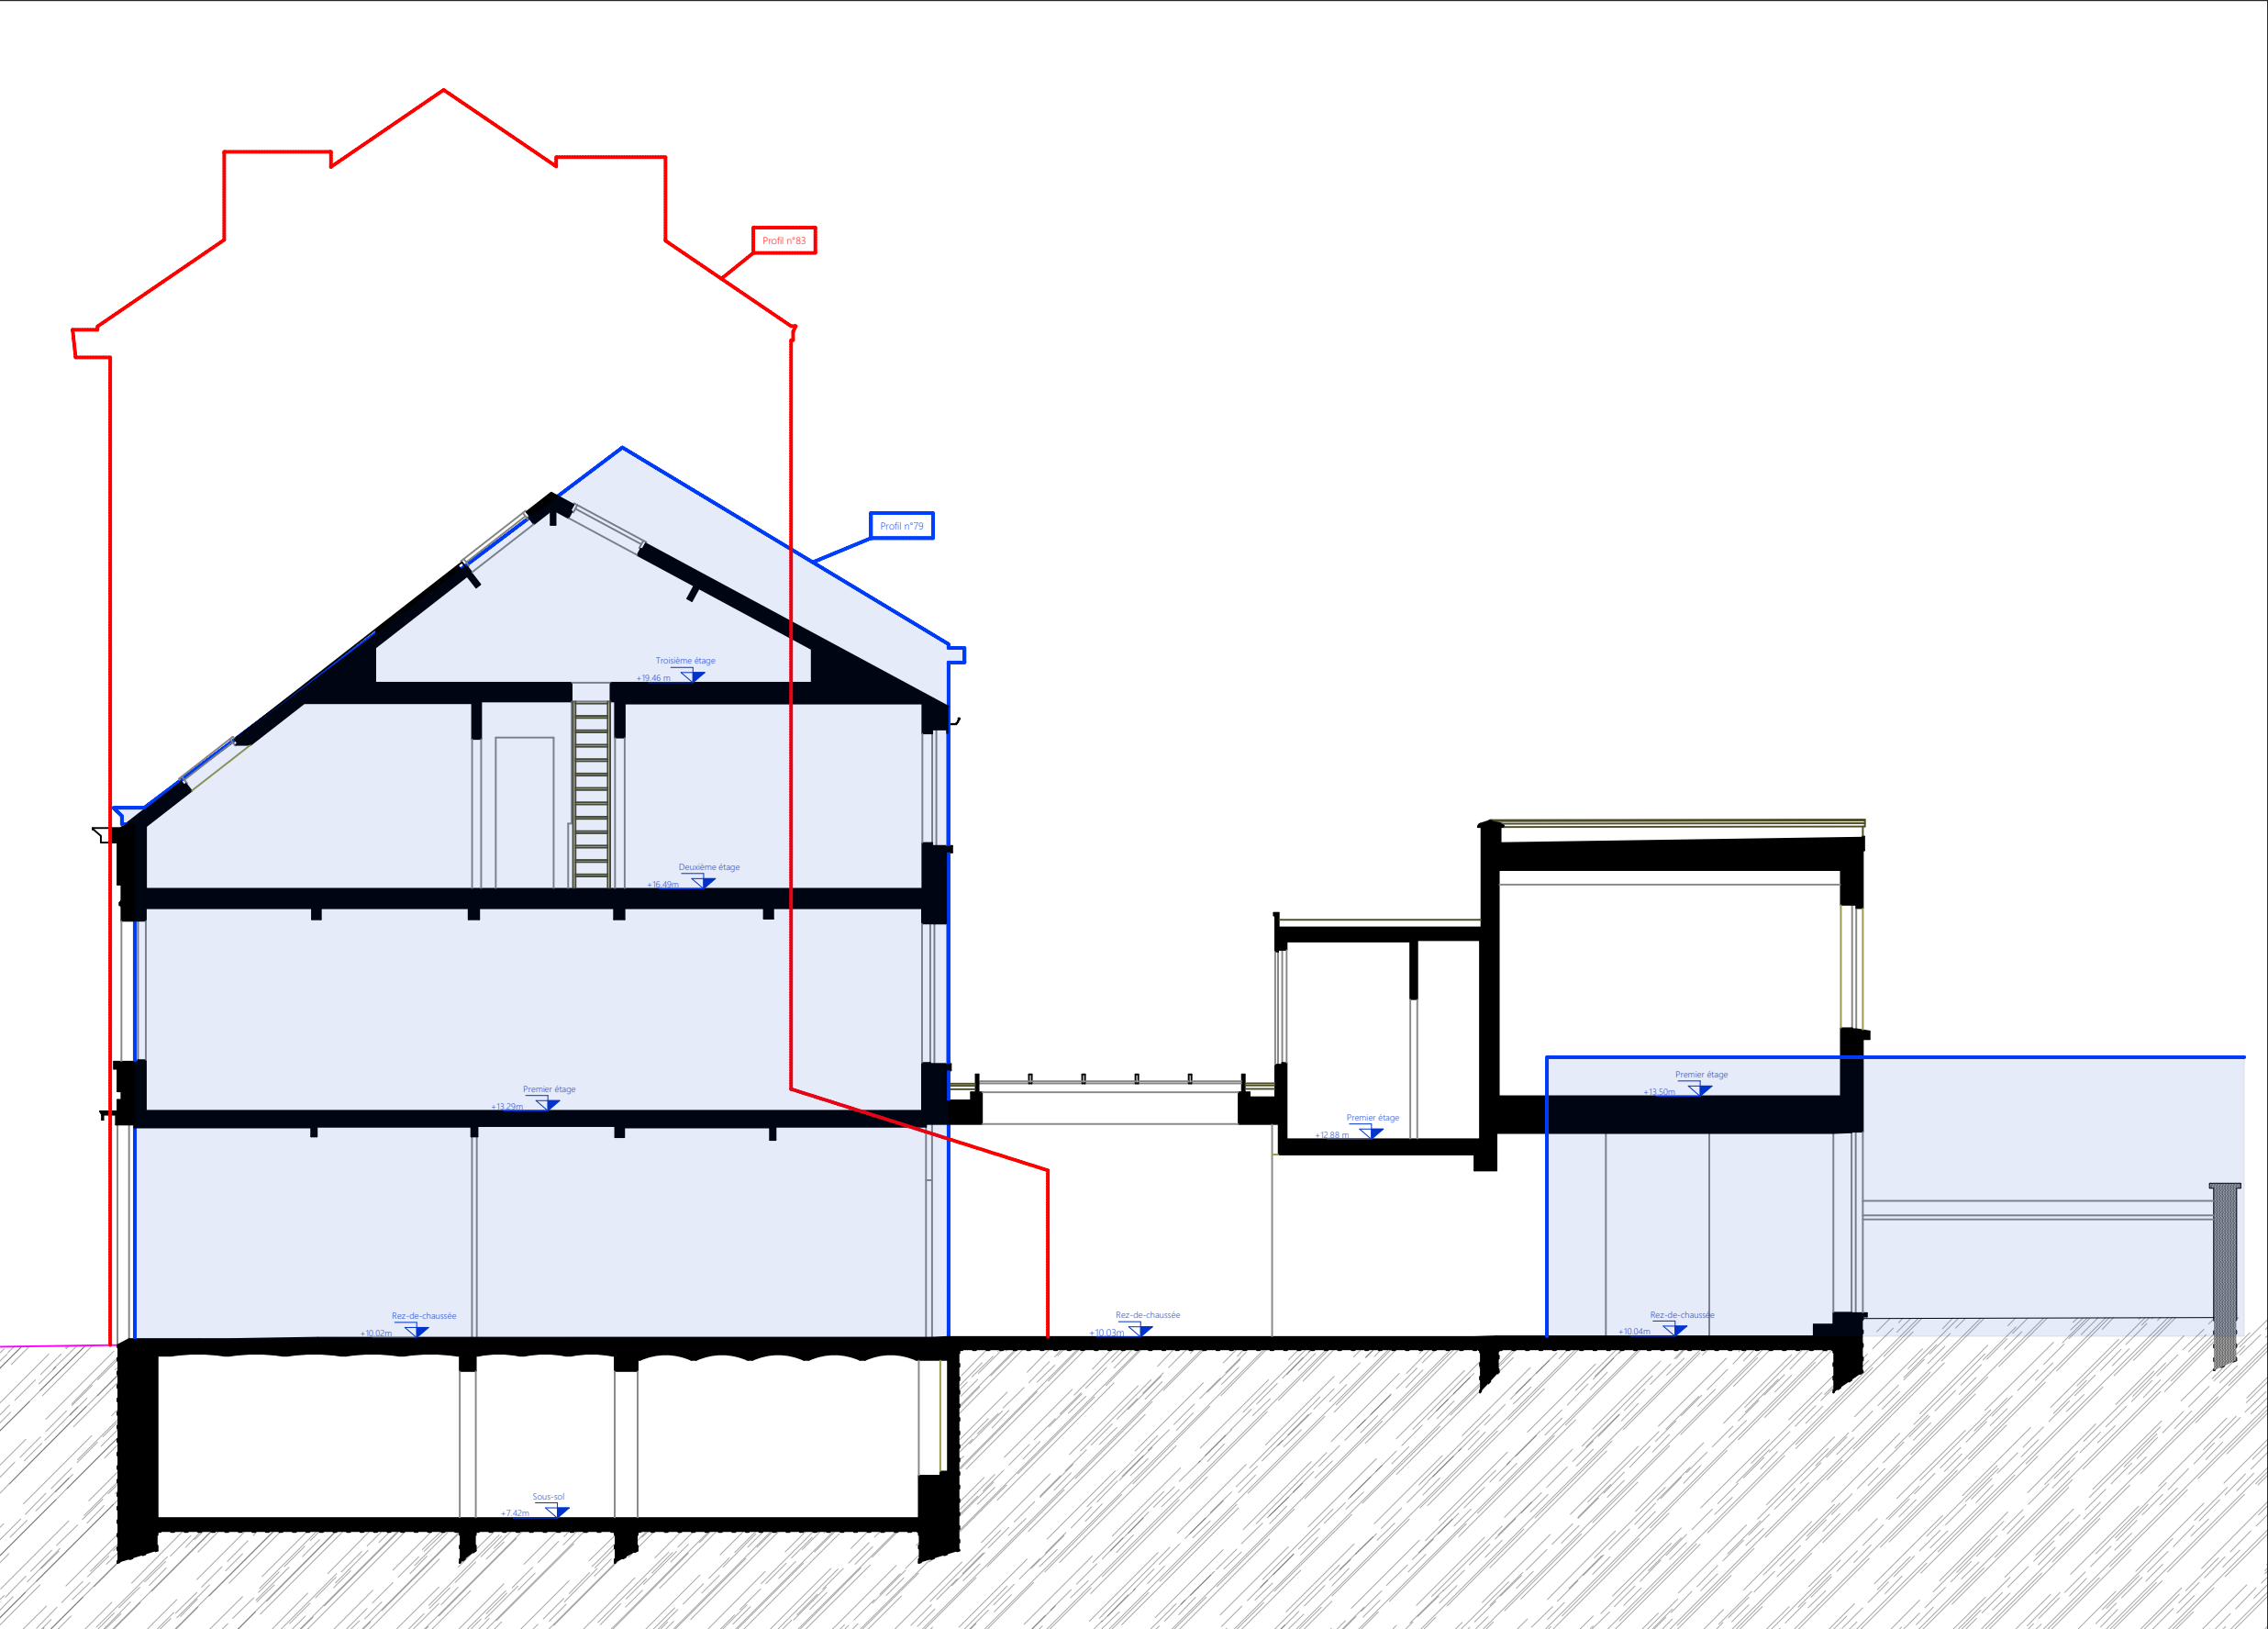 Profil n°83
Profil n°79
Troisième étage
+19.46 m
Deuxième étage
+16.49m
Premier étage
+13.29m
Premier étage
+13.50m
Premier étage
+12.88 m
Rez-de-chaussée
+10.02m
Rez-de-chaussée
+10.03m
Rez-de-chaussée
+10.04m
Sous-sol
+7.42m